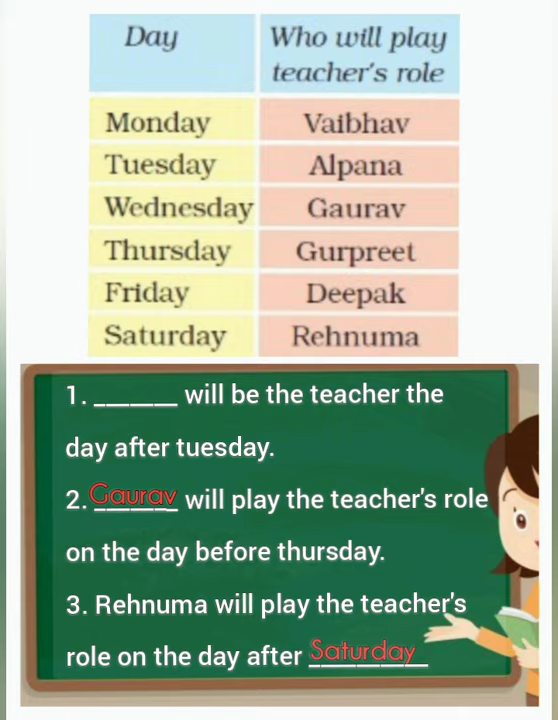 Day Who will play
teacher's role
Monday Vaibhav
Tuesday Alpana
Wednesday Gaurav
Thursday Gurpreet
Friday Deepak
Saturday Rehnuma
1. _______ will be the teacher the
day after tuesday.
2. Gaurav will play the teacher's role
on the day before thursday.
3. Rehnuma will play the teacher's
role on the day after Saturday